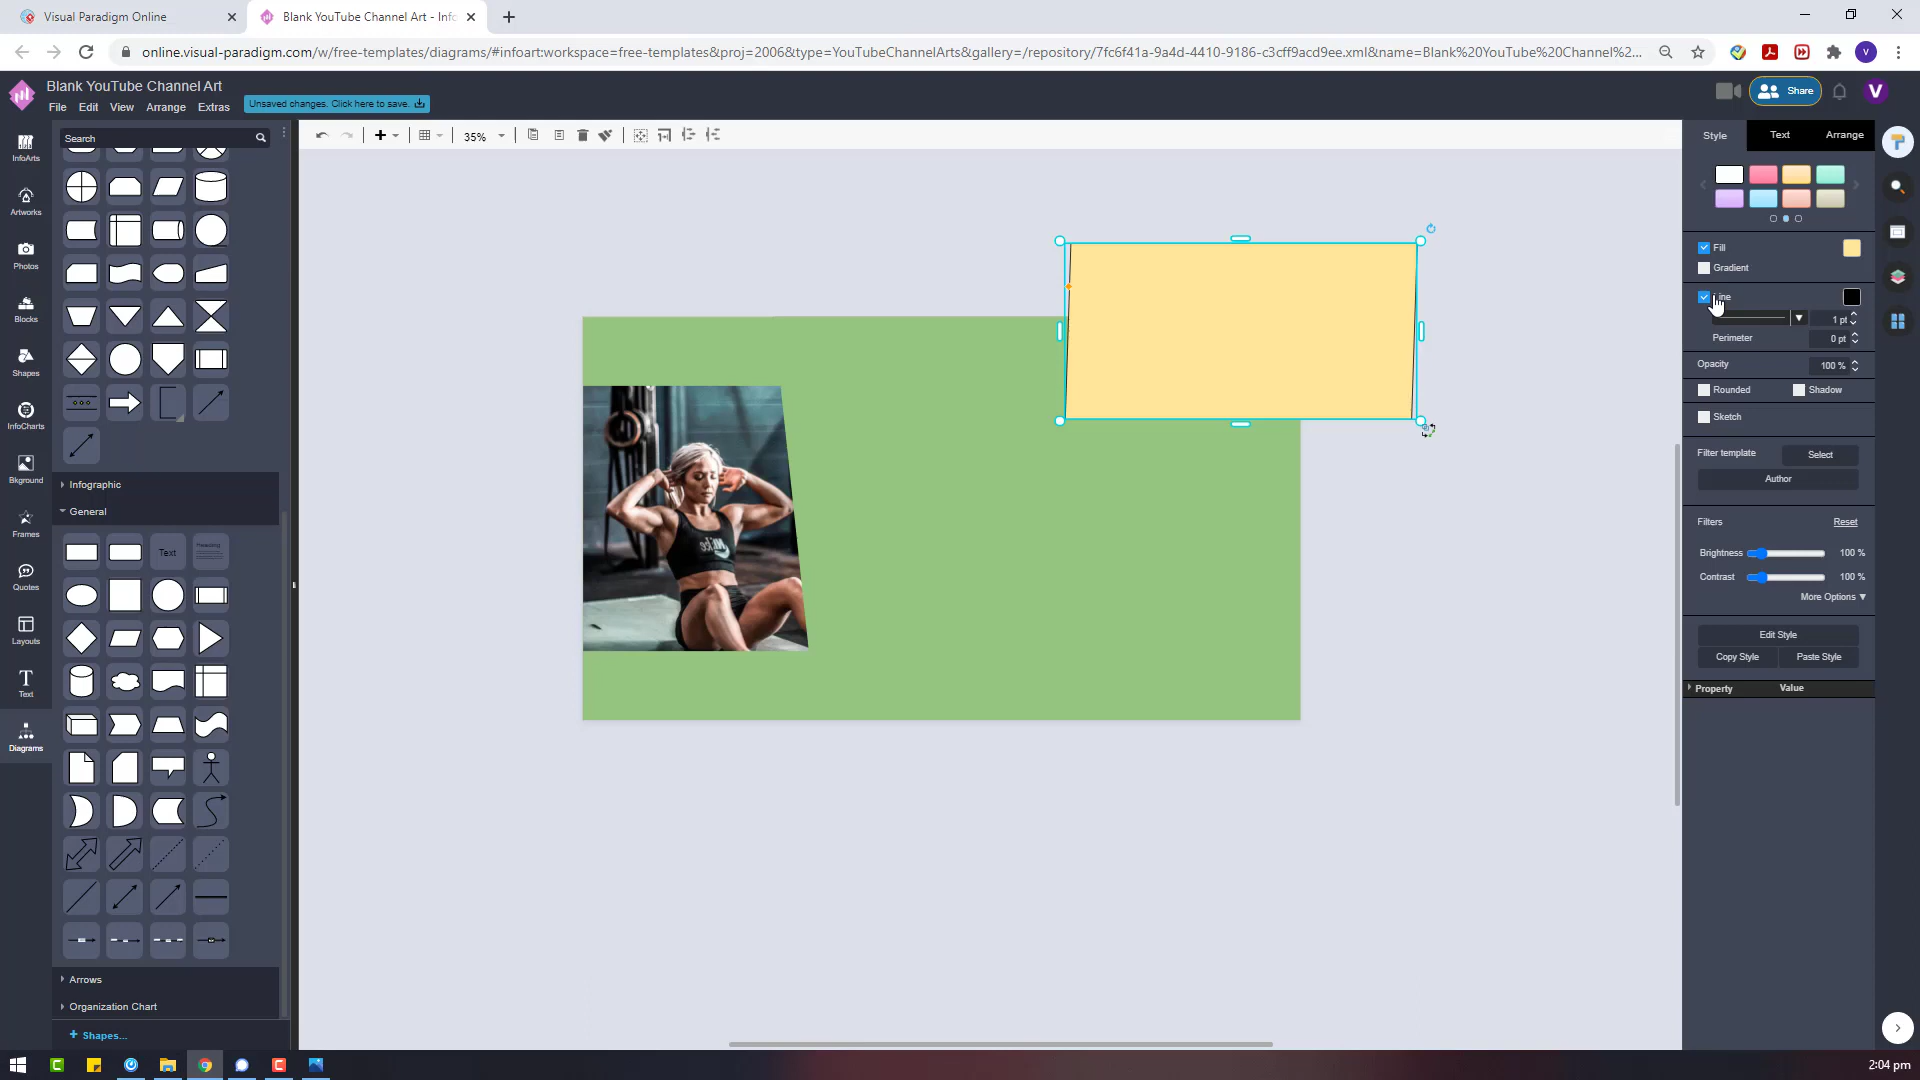 Visual Paradigm Online
Blank YouTube Channel Art - Info
online.visual-paradigm.com/w/free-templates/diagrams/#infoart:workspace=free-templates&proj=2006&type=YouTubeChannelArts&gallery=/repository/7fc6f41a-9a4d-4410-9186-c3cff9acd9ee.xml&name=Blank%20YouTube%20Channel%2...
V
Blank YouTube Channel Art
File Edit View Arrange Extras
Unsaved changes. Click here to save.
Share
V
InfoArts
Artworks
Photos
Blocks
Shapes
InfoCharts
Bkground
Frames
Quotes
Layouts
Text
Diagrams
Search
Infographic
General
Text
Heading
Arrows
Organization Chart
+ Shapes...
35%
Nike
Style Text Arrange
Fill
Gradient
Line
1 pt
Perimeter 0 pt
Opacity 100 %
Rounded Shadow
Sketch
Filter template Select
Author
Filters Reset
Brightness 100 %
Contrast 100 %
More Options ▼
Edit Style
Copy Style Paste Style
Property Value
2:04 pm